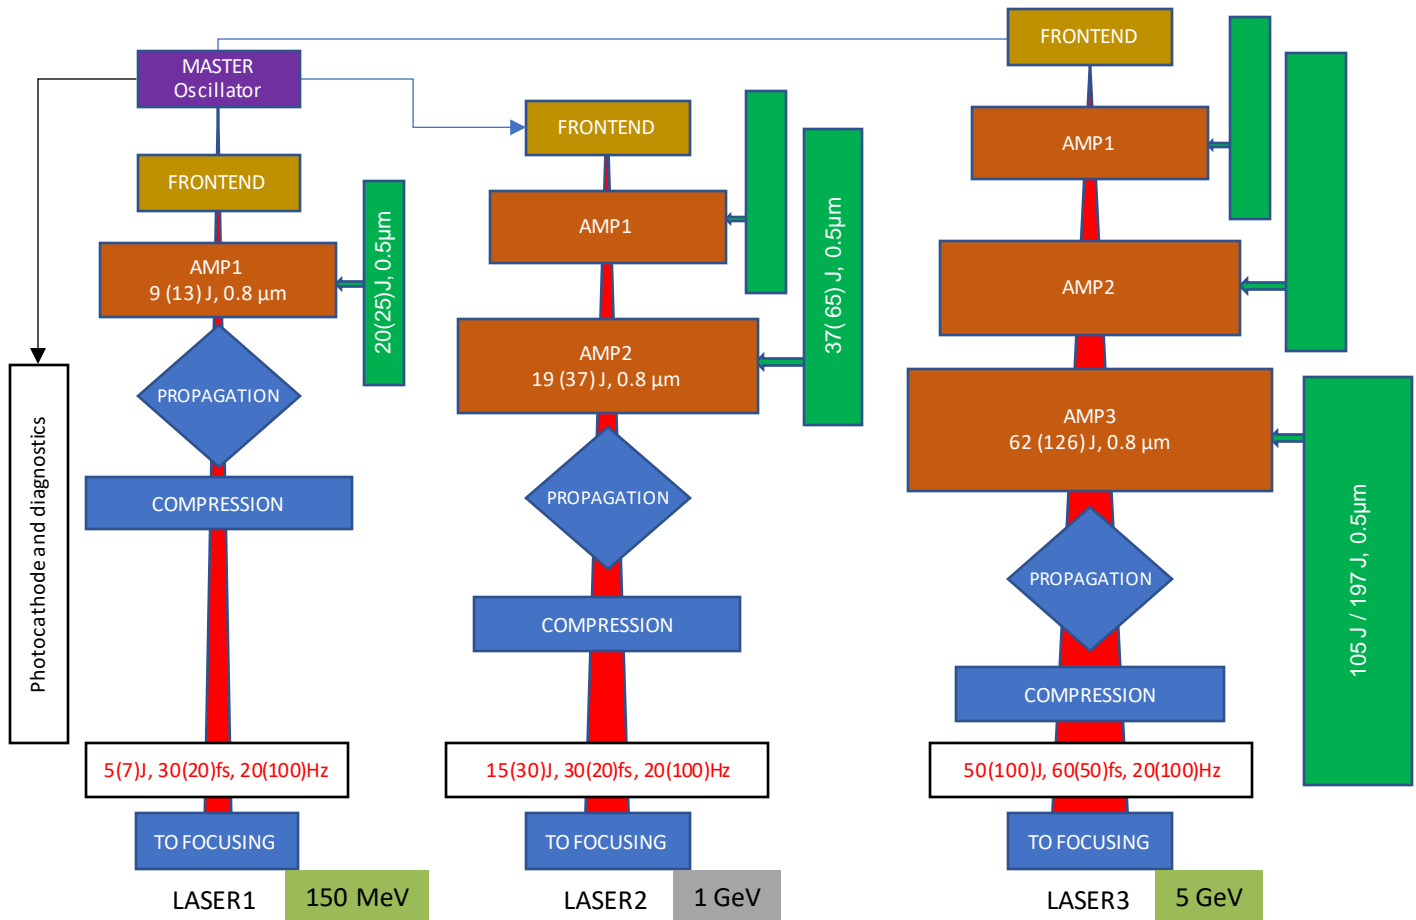 MASTER
Oscillator
FRONTEND
AMP1
9 (13) J, 0.8 µm
20(25)J, 0.5µm
PROPAGATION
COMPRESSION
Photocathode and diagnostics
5(7)J, 30(20)fs, 20(100)Hz
TO FOCUSING
LASER1
150 MeV
FRONTEND
AMP1
AMP2
19 (37) J, 0.8 µm
37( 65) J, 0.5µm
PROPAGATION
COMPRESSION
15(30)J, 30(20)fs, 20(100)Hz
TO FOCUSING
LASER2
1 GeV
FRONTEND
AMP1
AMP2
AMP3
62 (126) J, 0.8 µm
105 J / 197 J, 0.5µm
PROPAGATION
COMPRESSION
50(100)J, 60(50)fs, 20(100)Hz
TO FOCUSING
LASER3
5 GeV